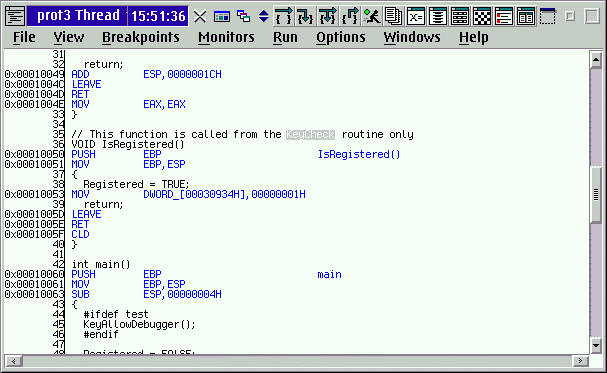 prot3 Thread 15:51:36
File View Breakpoints Monitors Run Options Windows Help
31
32 return;
0x00010049 ADD ESP,0000001CH
0x0001004C LEAVE
0x0001004D RET
0x0001004E MOV EAX,EAX
33 }
34
35 // This function is called from the KeyCheck routine only
36 VOID IsRegistered()
0x00010050 PUSH EBP IsRegistered()
0x00010051 MOV EBP,ESP
37 {
38 Registered = TRUE;
0x00010053 MOV DWORD_[00030934H],00000001H
39 return;
0x0001005D LEAVE
0x0001005E RET
0x0001005F CLD
40 }
41
42 int main()
0x00010060 PUSH EBP main
0x00010061 MOV EBP,ESP
0x00010063 SUB ESP,00000004H
43 {
44 #ifdef test
45 KeyAllowDebugger();
46 #endif
47
48 Registered = FALSE;